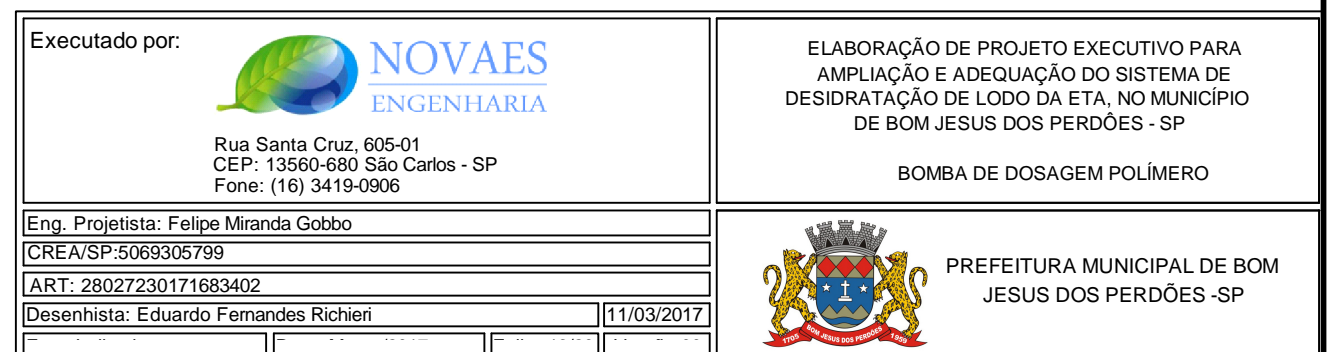 Executado por:
NOVAES
ENGENHARIA
Rua Santa Cruz, 605-01
CEP: 13560-680 São Carlos - SP
Fone: (16) 3419-0906
ELABORAÇÃO DE PROJETO EXECUTIVO PARA
AMPLIAÇÃO E ADEQUAÇÃO DO SISTEMA DE
DESIDRATAÇÃO DE LODO DA ETA, NO MUNICÍPIO
DE BOM JESUS DOS PERDÔES - SP
BOMBA DE DOSAGEM POLÍMERO
Eng. Projetista: Felipe Miranda Gobbo
CREA/SP:5069305799
ART: 28027230171683402
Desenhista: Eduardo Fernandes Richieri
11/03/2017
PREFEITURA MUNICIPAL DE BOM
JESUS DOS PERDÕES -SP
1705 BOM JESUS DOS PERDÕES 1959